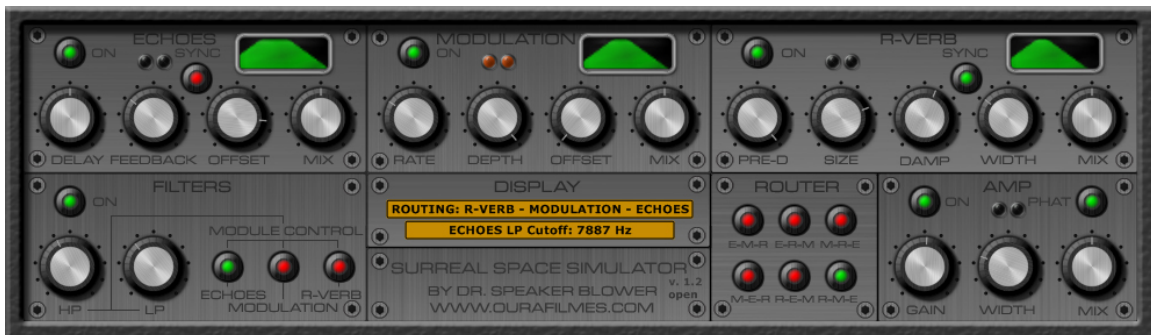 ECHOES
ON
SYNC
DELAY FEEDBACK OFFSET MIX
MODULATION
ON
RATE DEPTH OFFSET MIX
R-VERB
ON
SYNC
PRE-D SIZE DAMP WIDTH MIX
FILTERS
ON
MODULE CONTROL
ECHOES R-VERB
HP LP MODULATION
DISPLAY
ROUTING: R-VERB - MODULATION - ECHOES
ECHOES LP Cutoff: 7887 Hz
SURREAL SPACE SIMULATOR
BY DR. SPEAKER BLOWER
WWW.OURAFILMES.COM
v. 1.2
open
ROUTER
E-M-R E-R-M M-R-E
M-E-R R-E-M R-M-E
AMP
ON PHAT
GAIN WIDTH MIX